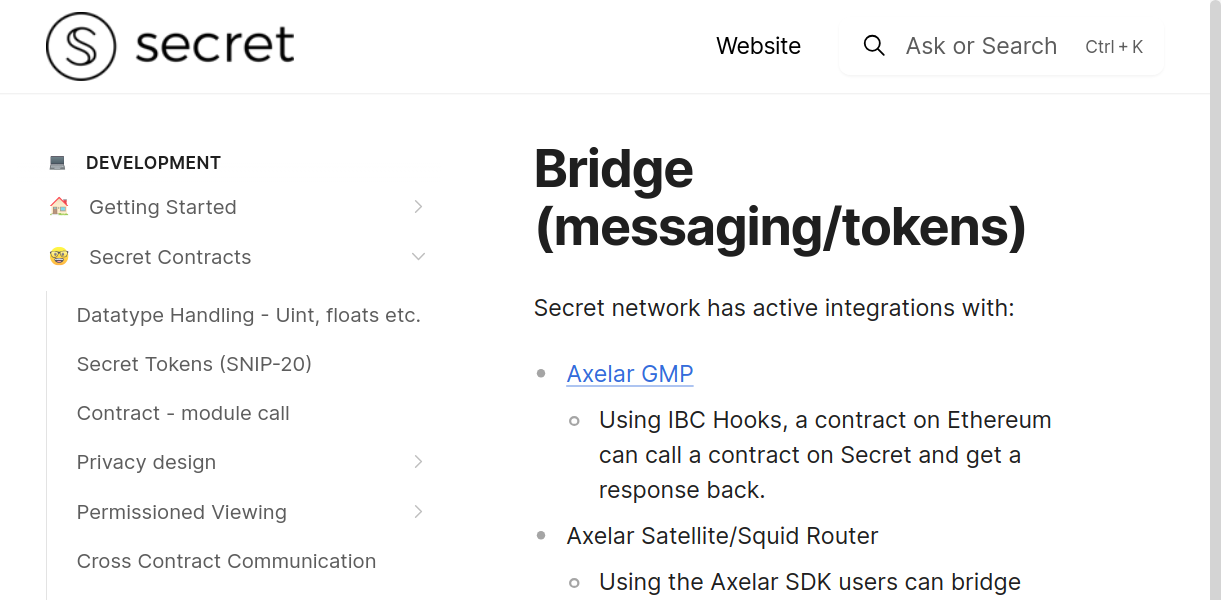 secret
Website
Ask or Search
Ctrl + K
DEVELOPMENT
Getting Started
Secret Contracts
Datatype Handling - Uint, floats etc.
Secret Tokens (SNIP-20)
Contract - module call
Privacy design
Permissioned Viewing
Cross Contract Communication
Bridge
(messaging/tokens)
Secret network has active integrations with:
Axelar GMP
Using IBC Hooks, a contract on Ethereum
can call a contract on Secret and get a
response back.
Axelar Satellite/Squid Router
Using the Axelar SDK users can bridge